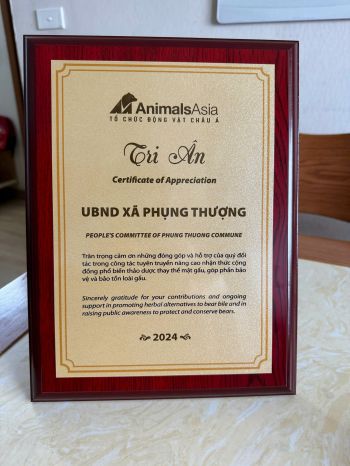 AnimalsAsia
TỔ CHỨC ĐỘNG VẬT CHÂU Á
Tri Ân
Certificate of Appreciation
UBND XÃ PHỤNG THƯỢNG
PEOPLE'S COMMITTEE OF PHUNG THUONG COMMUNE
Trân trọng cảm ơn những đóng góp và hỗ trợ của quý đối
tác trong công tác tuyên truyền nâng cao nhận thức cộng
đồng phổ biến thảo dược thay thế mật gấu, góp phần bảo
vệ và bảo tồn loài gấu.
Sincerely gratitude for your contributions and ongoing
support in promoting herbal alternatives to bear bile and in
raising public awareness to protect and conserve bears.
2024